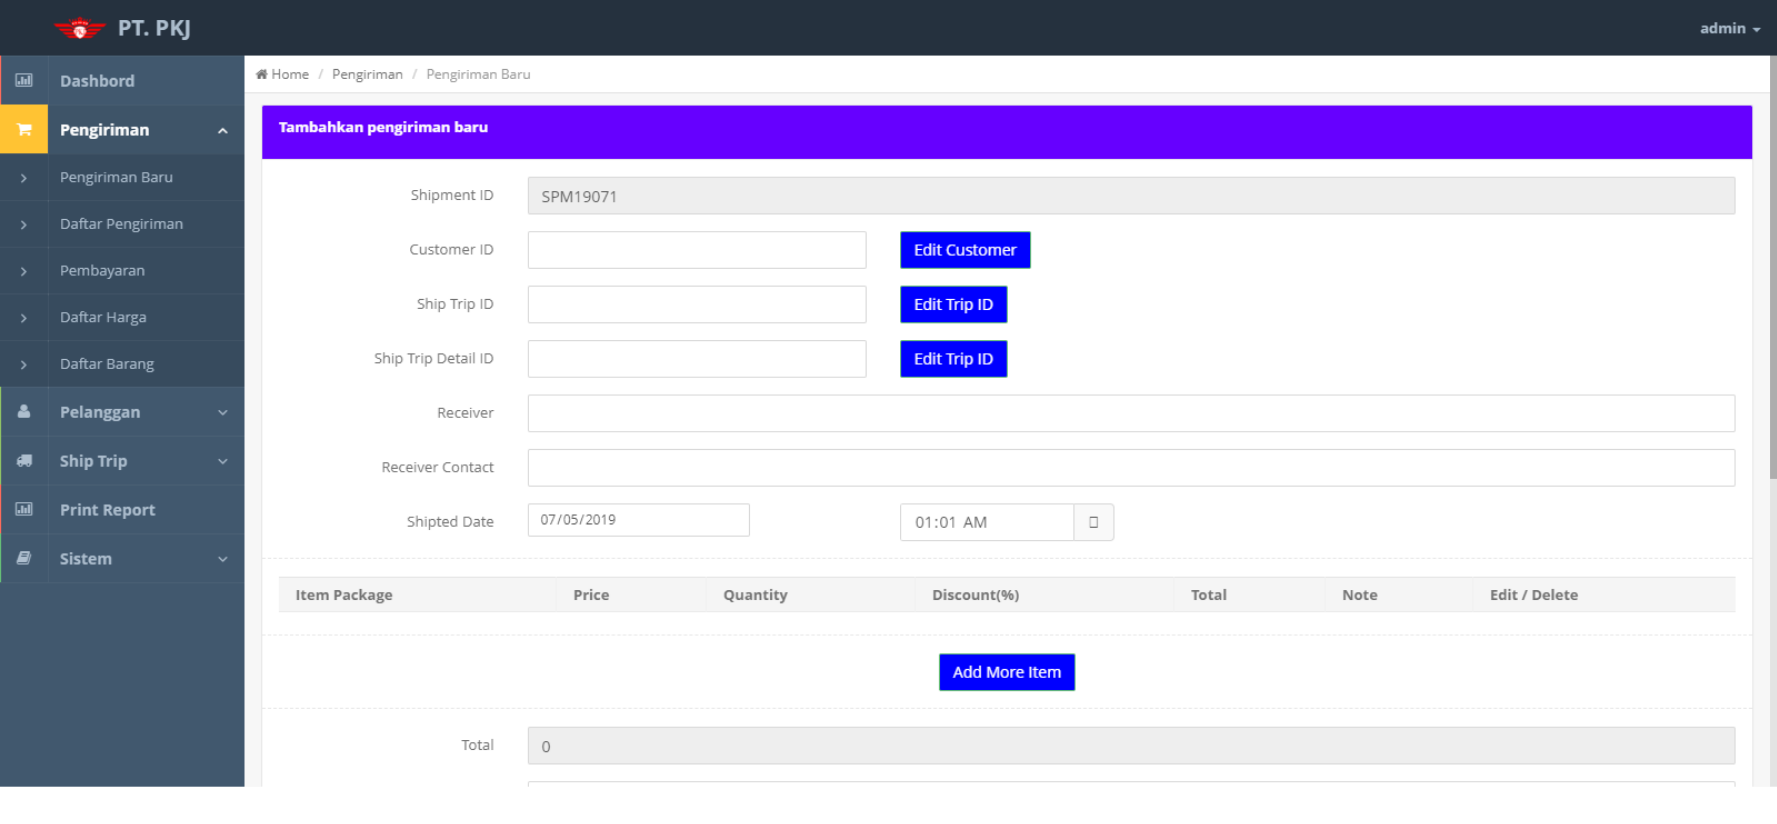 PT. PKJ
admin
Dashbord
Pengiriman
Pengiriman Baru
Daftar Pengiriman
Pembayaran
Daftar Harga
Daftar Barang
Pelanggan
Ship Trip
Print Report
Sistem
Home / Pengiriman / Pengiriman Baru
Tambahkan pengiriman baru
Shipment ID SPM19071
Customer ID Edit Customer
Ship Trip ID Edit Trip ID
Ship Trip Detail ID Edit Trip ID
Receiver
Receiver Contact
Shipted Date 07/05/2019 01:01 AM
Item Package Price Quantity Discount(%) Total Note Edit / Delete
Add More Item
Total 0